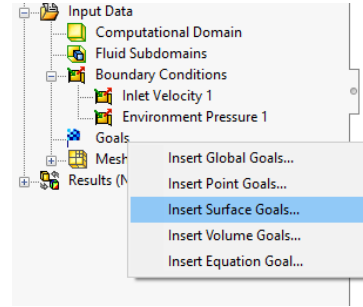 Input Data
Computational Domain
Fluid Subdomains
Boundary Conditions
Inlet Velocity 1
Environment Pressure 1
Goals
Mesh
Results (N
Insert Global Goals...
Insert Point Goals...
Insert Surface Goals...
Insert Volume Goals...
Insert Equation Goal...